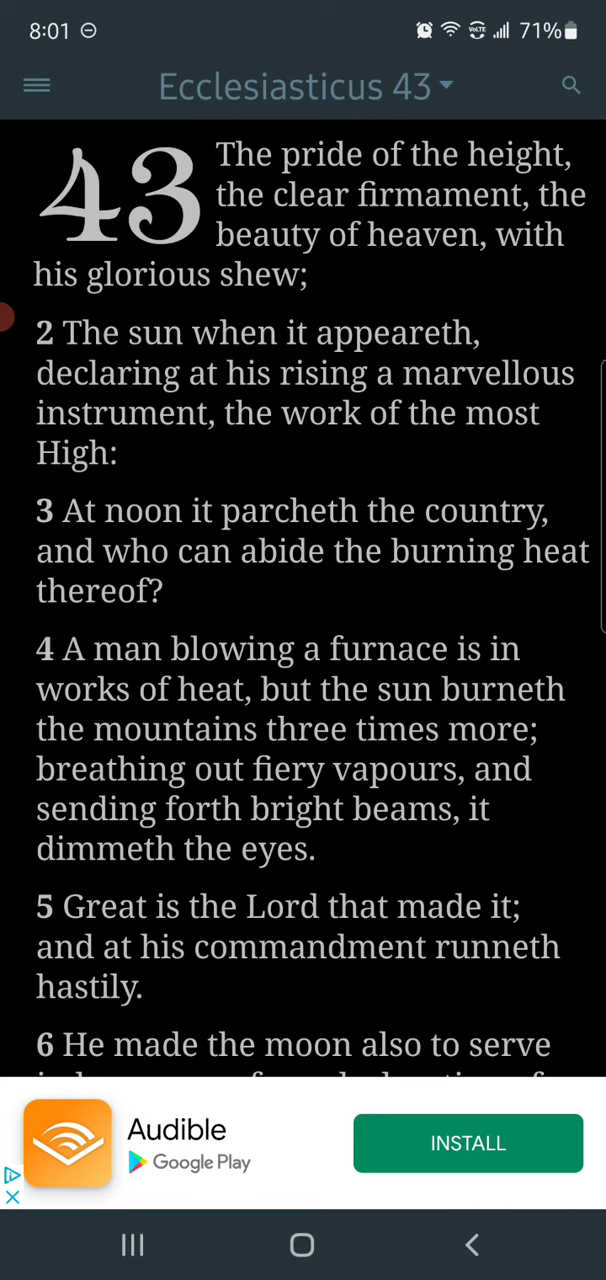 8:01
VoLTE
71%
Ecclesiasticus 43
43 The pride of the height,
the clear firmament, the
beauty of heaven, with
his glorious shew;
2 The sun when it appeareth,
declaring at his rising a marvellous
instrument, the work of the most
High:
3 At noon it parcheth the country,
and who can abide the burning heat
thereof?
4 A man blowing a furnace is in
works of heat, but the sun burneth
the mountains three times more;
breathing out fiery vapours, and
sending forth bright beams, it
dimmeth the eyes.
5 Great is the Lord that made it;
and at his commandment runneth
hastily.
6 He made the moon also to serve
Audible
Google Play
INSTALL